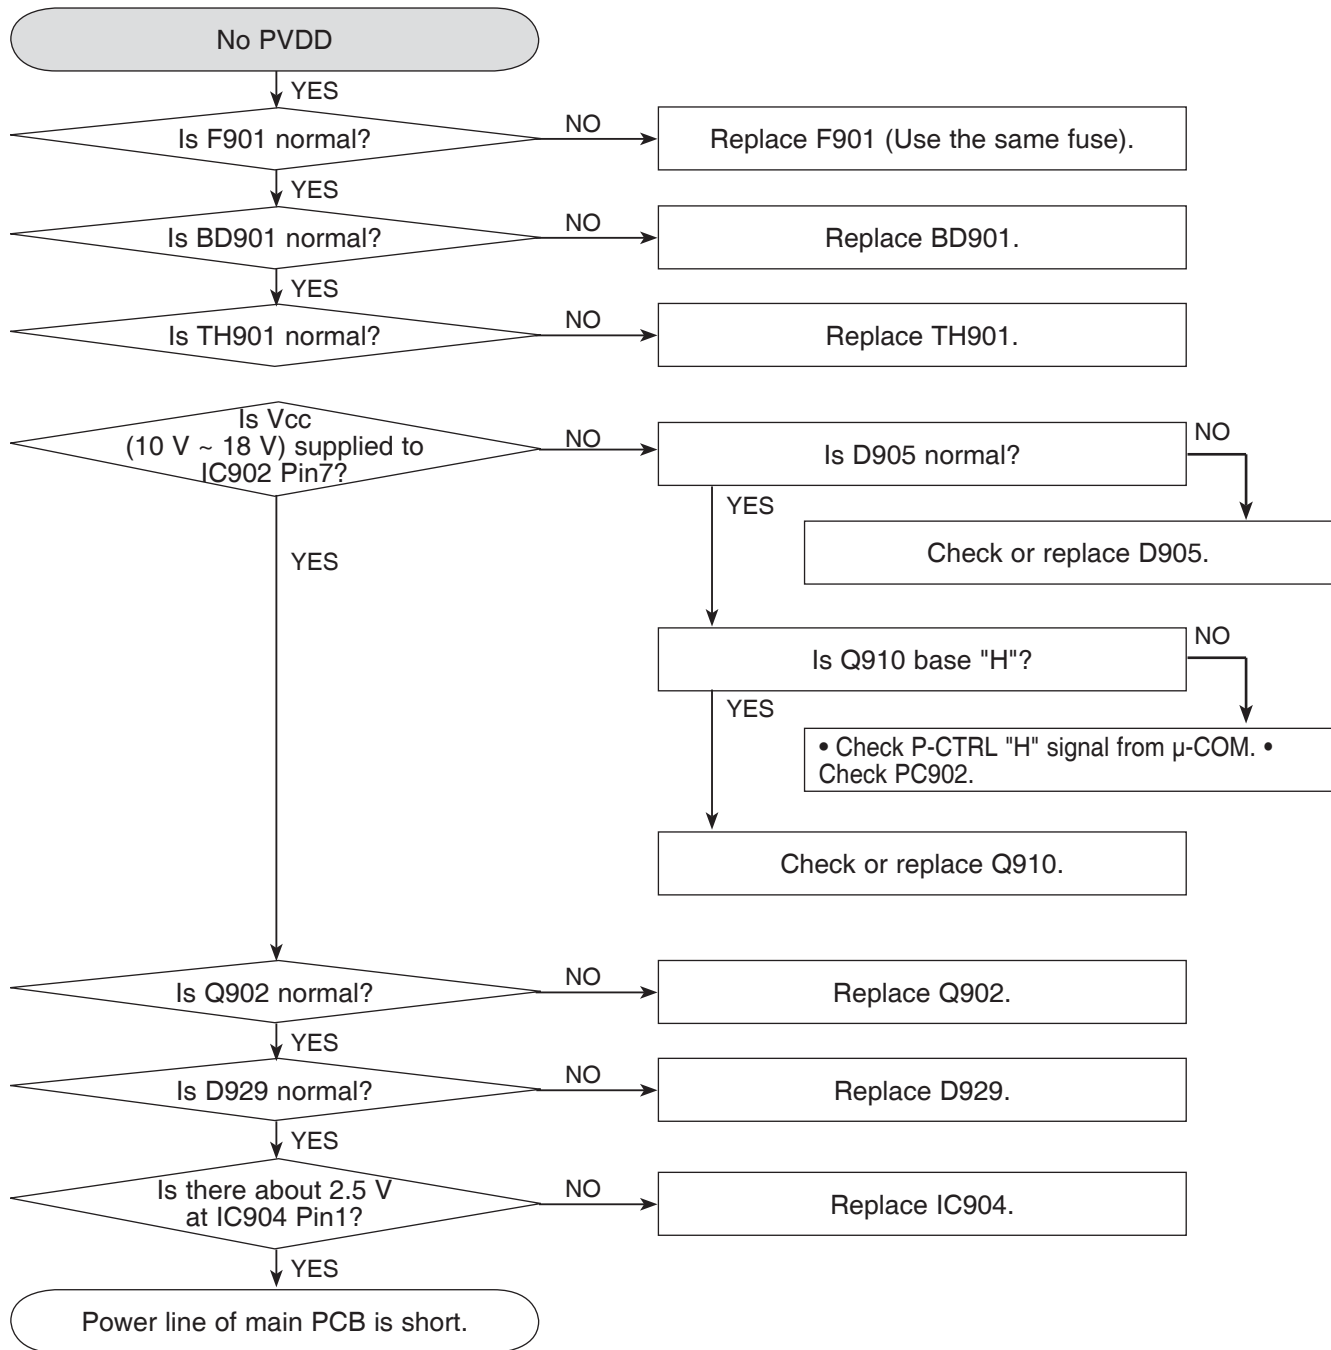 No PVDD
YES
Is F901 normal?
NO
Replace F901 (Use the same fuse).
YES
Is BD901 normal?
NO
Replace BD901.
YES
Is TH901 normal?
NO
Replace TH901.
Is Vcc
(10 V ~ 18 V) supplied to
IC902 Pin7?
NO
Is D905 normal?
NO
YES
Check or replace D905.
YES
Is Q910 base "H"?
NO
YES
• Check P-CTRL "H" signal from µ-COM. •
Check PC902.
Check or replace Q910.
Is Q902 normal?
NO
Replace Q902.
YES
Is D929 normal?
NO
Replace D929.
YES
Is there about 2.5 V
at IC904 Pin1?
NO
Replace IC904.
YES
Power line of main PCB is short.